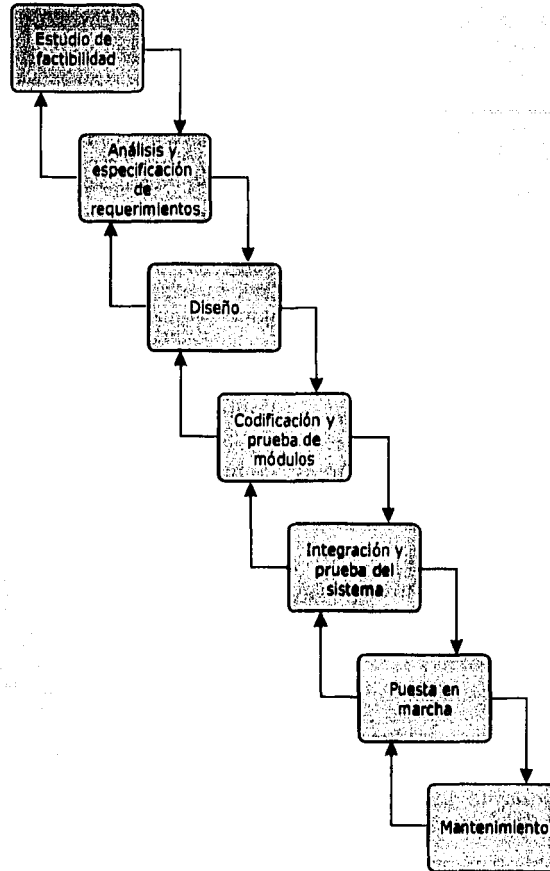 Estudio de
factibilidad
Análisis y
especificación
de
requerimientos
Diseño
Codificación y
prueba de
módulos
Integración y
prueba del
sistema
Puesta en
marcha
Mantenimiento